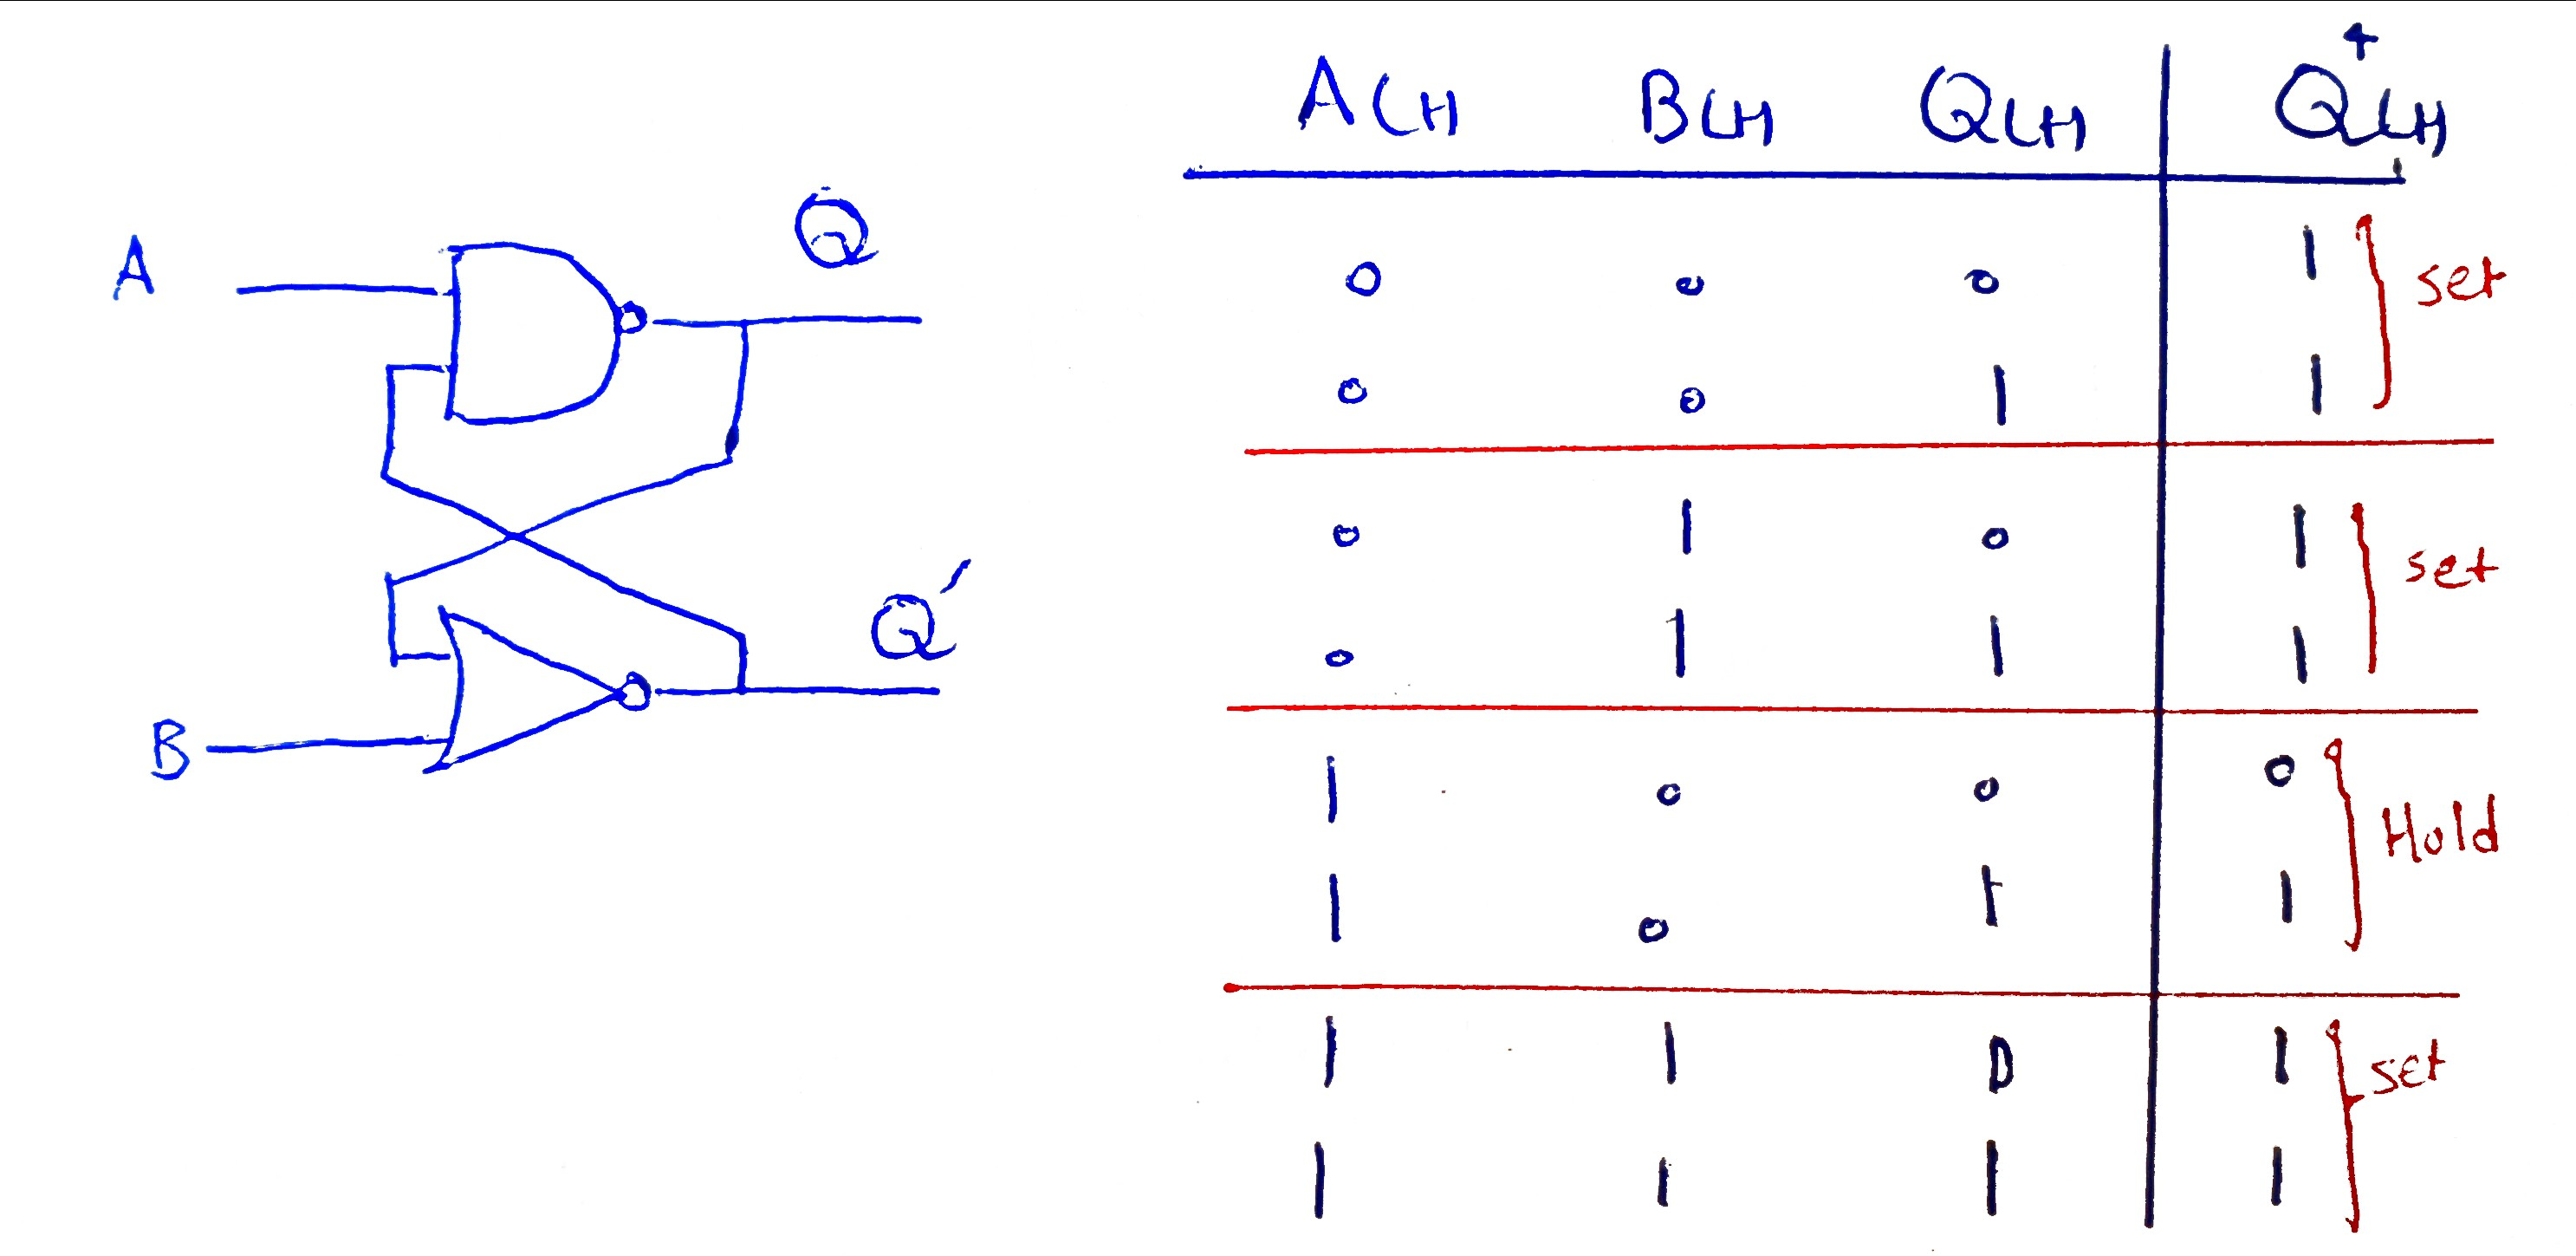 A(H) B(H) Q(H) Q⁺(H)
A
Q
Q′
B
0 0 0 1
set
0 0 1 1
0 1 0 1
set
0 1 1 1
1 0 0 0
Hold
1 0 1 1
1 1 0 1
set
1 1 1 1